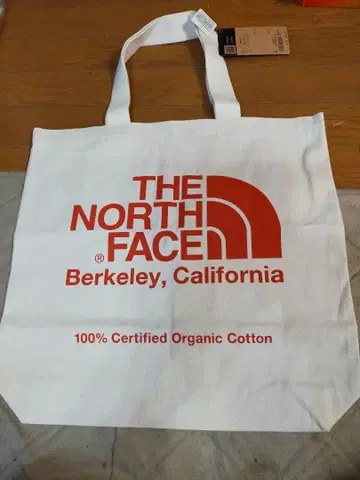 THE
NORTH
FACE
®
Berkeley, California
100% Certified Organic Cotton